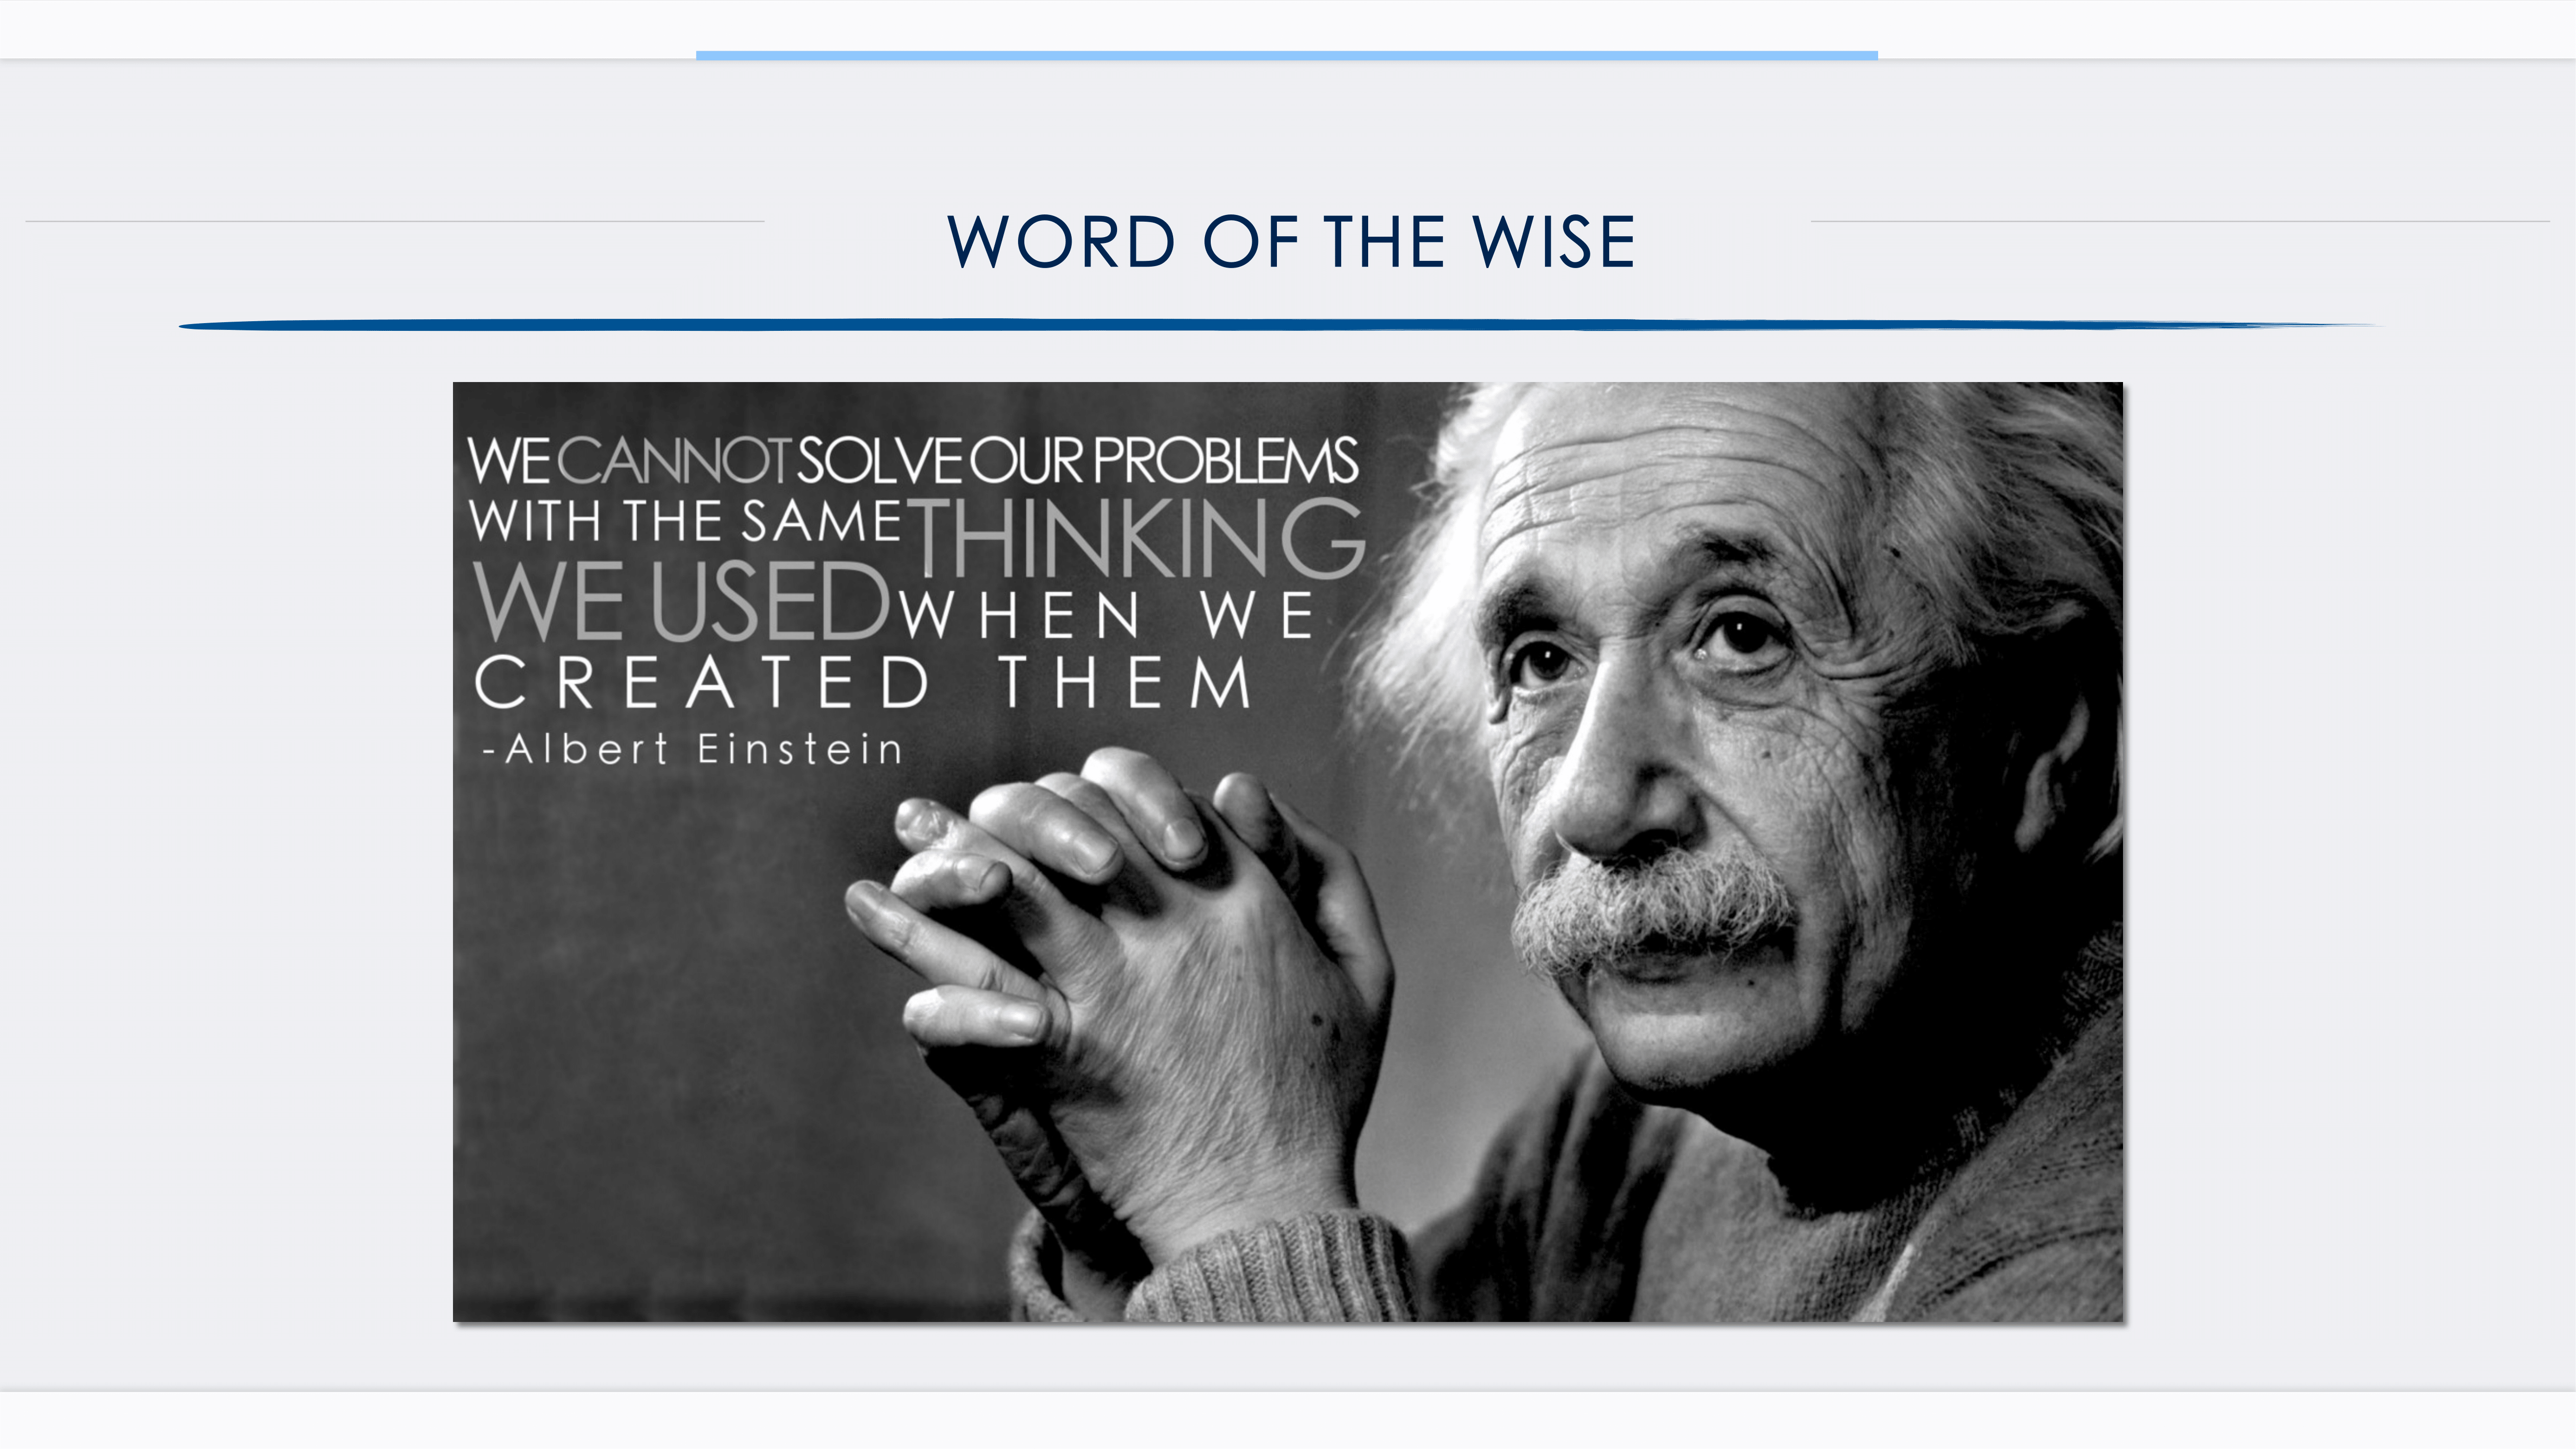 WORD OF THE WISE
WE CANNOT SOLVE OUR PROBLEMS
WITH THE SAME THINKING
WE USED WHEN WE
CREATED THEM
-Albert Einstein